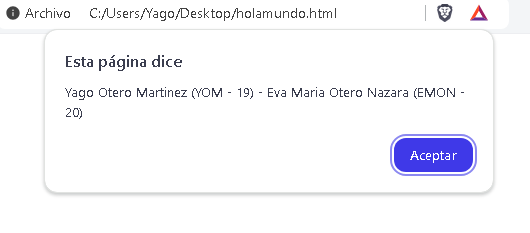 Archivo C:/Users/Yago/Desktop/holamundo.html
Esta página dice
Yago Otero Martinez (YOM - 19) - Eva Maria Otero Nazara (EMON -
20)
Aceptar